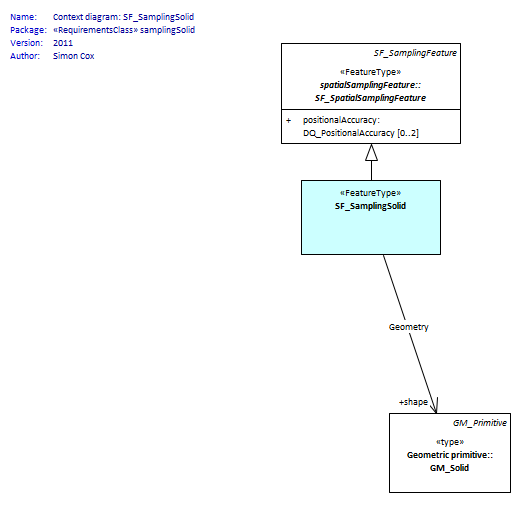 Name: Context diagram: SF_SamplingSolid
Package: «RequirementsClass» samplingSolid
Version: 2011
Author: Simon Cox
SF_SamplingFeature
«FeatureType»
spatialSamplingFeature::
SF_SpatialSamplingFeature
+ positionalAccuracy:
DQ_PositionalAccuracy [0..2]
«FeatureType»
SF_SamplingSolid
Geometry
+shape
GM_Primitive
«type»
Geometric primitive::
GM_Solid